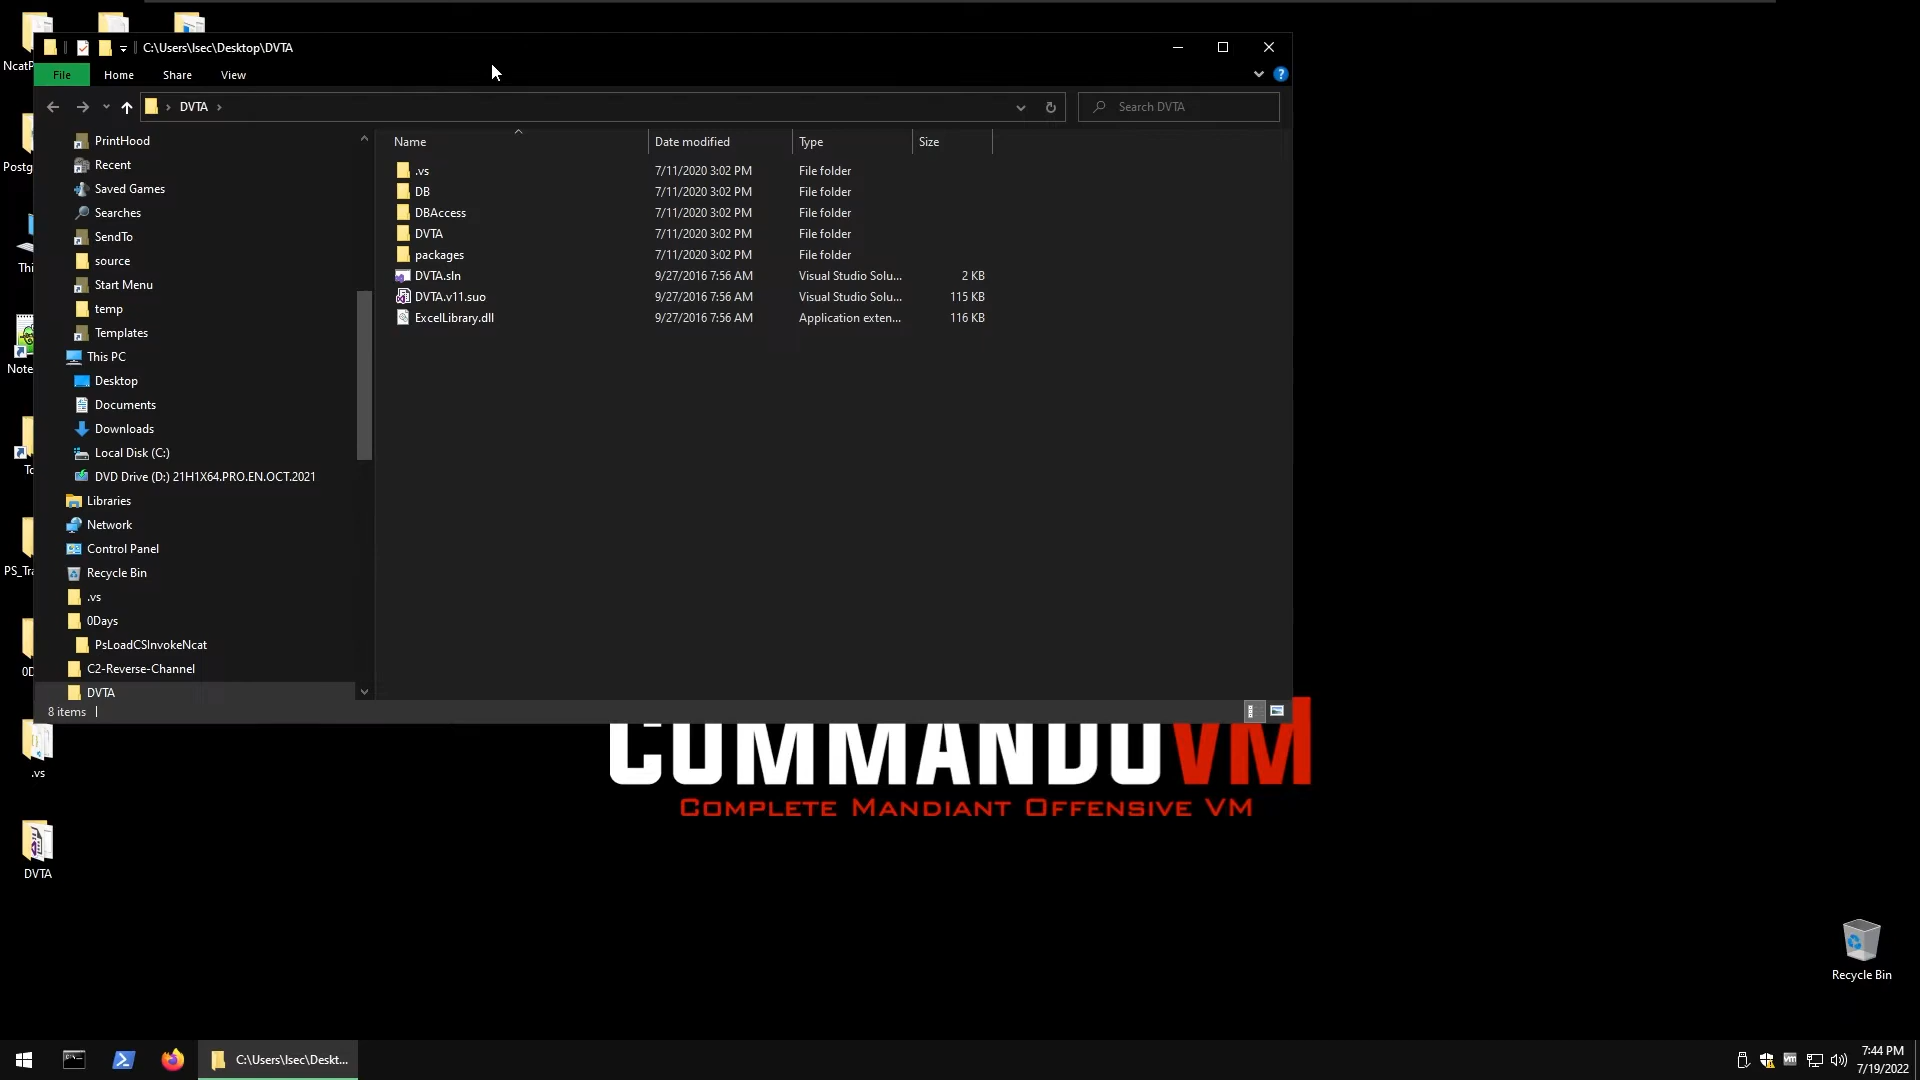 C:\Users\lsec\Desktop\DVTA
File Home Share View
DVTA
Search DVTA
Name Date modified Type Size
.vs 7/11/2020 3:02 PM File folder
DB 7/11/2020 3:02 PM File folder
DBAccess 7/11/2020 3:02 PM File folder
DVTA 7/11/2020 3:02 PM File folder
packages 7/11/2020 3:02 PM File folder
DVTA.sln 9/27/2016 7:56 AM Visual Studio Solu... 2 KB
DVTA.v11.suo 9/27/2016 7:56 AM Visual Studio Solu... 115 KB
ExcelLibrary.dll 9/27/2016 7:56 AM Application exten... 116 KB
PrintHood
Recent
Saved Games
Searches
SendTo
source
Start Menu
temp
Templates
This PC
Desktop
Documents
Downloads
Local Disk (C:)
DVD Drive (D:) 21H1X64.PRO.EN.OCT.2021
Libraries
Network
Control Panel
Recycle Bin
.vs
0Days
PsLoadCSInvokeNcat
C2-Reverse-Channel
DVTA
8 items
NcatP
Postg
Thi
Note
To
PS_Tra
0D
.vs
DVTA
COMMANDOVM
COMPLETE MANDIANT OFFENSIVE VM
Recycle Bin
C:\Users\lsec\Deskt...
vm
7:44 PM
7/19/2022